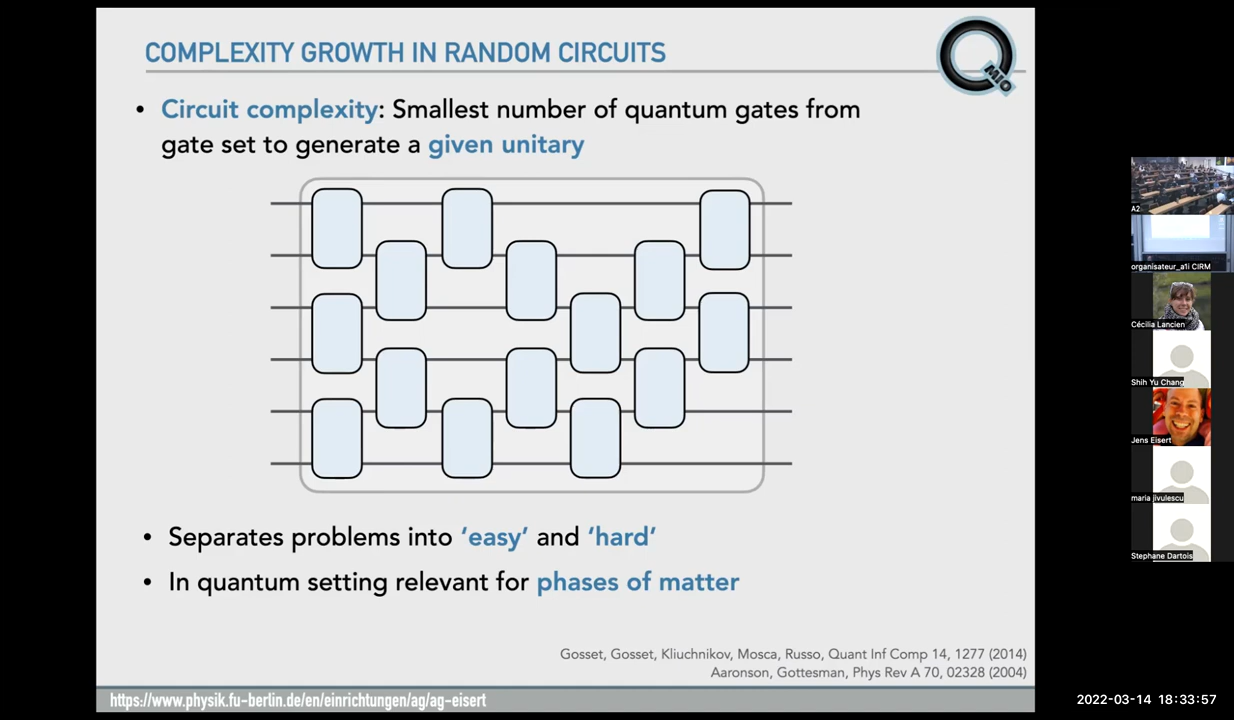 COMPLEXITY GROWTH IN RANDOM CIRCUITS
MIO
• Circuit complexity: Smallest number of quantum gates from
gate set to generate a given unitary
• Separates problems into ‘easy’ and ‘hard’
• In quantum setting relevant for phases of matter
Gosset, Gosset, Kliuchnikov, Mosca, Russo, Quant Inf Comp 14, 1277 (2014)
Aaronson, Gottesman, Phys Rev A 70, 02328 (2004)
https://www.physik.fu-berlin.de/en/einrichtungen/ag/ag-eisert
A2
organisateur_a1i CIRM
Cécilia Lancien
Shih Yu Chang
Jens Eisert
maria jivulescu
Stephane Dartois
2022-03-14 18:33:57